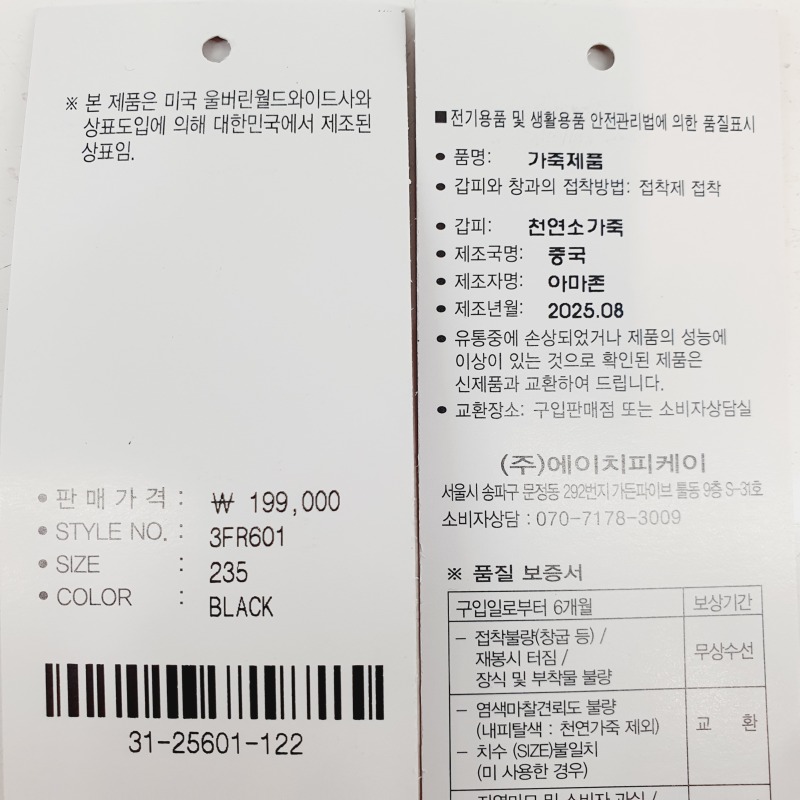 ※ 본 제품은 미국 울버린월드와이드사와
상표도입에 의해 대한민국에서 제조된
상표임.
• 판 매 가 격 : ₩ 199,000
• STYLE NO. : 3FR601
• SIZE : 235
• COLOR : BLACK
31-25601-122
■ 전기용품 및 생활용품 안전관리법에 의한 품질표시
• 품명: 가죽제품
• 갑피와 창과의 접착방법: 접착제 접착
• 갑피: 천연소가죽
• 제조국명: 중국
• 제조자명: 아마존
• 제조년월: 2025.08
• 유통중에 손상되었거나 제품의 성능에
이상이 있는 것으로 확인된 제품은
신제품과 교환하여 드립니다.
• 교환장소: 구입판매점 또는 소비자상담실
(주)에이치피케이
서울시 송파구 문정동 292번지 가든파이브 툴동 9층 S-31호
소비자상담 : 070-7178-3009
※ 품질 보증서
구입일로부터 6개월 보상기간
– 접착불량(창굽 등) /
재봉시 터짐 /
장식 및 부착물 불량
무상수선
– 염색마찰견뢰도 불량
(내피탈색 : 천연가죽 제외)
– 치수 (SIZE)불일치
(미 사용한 경우)
교 환